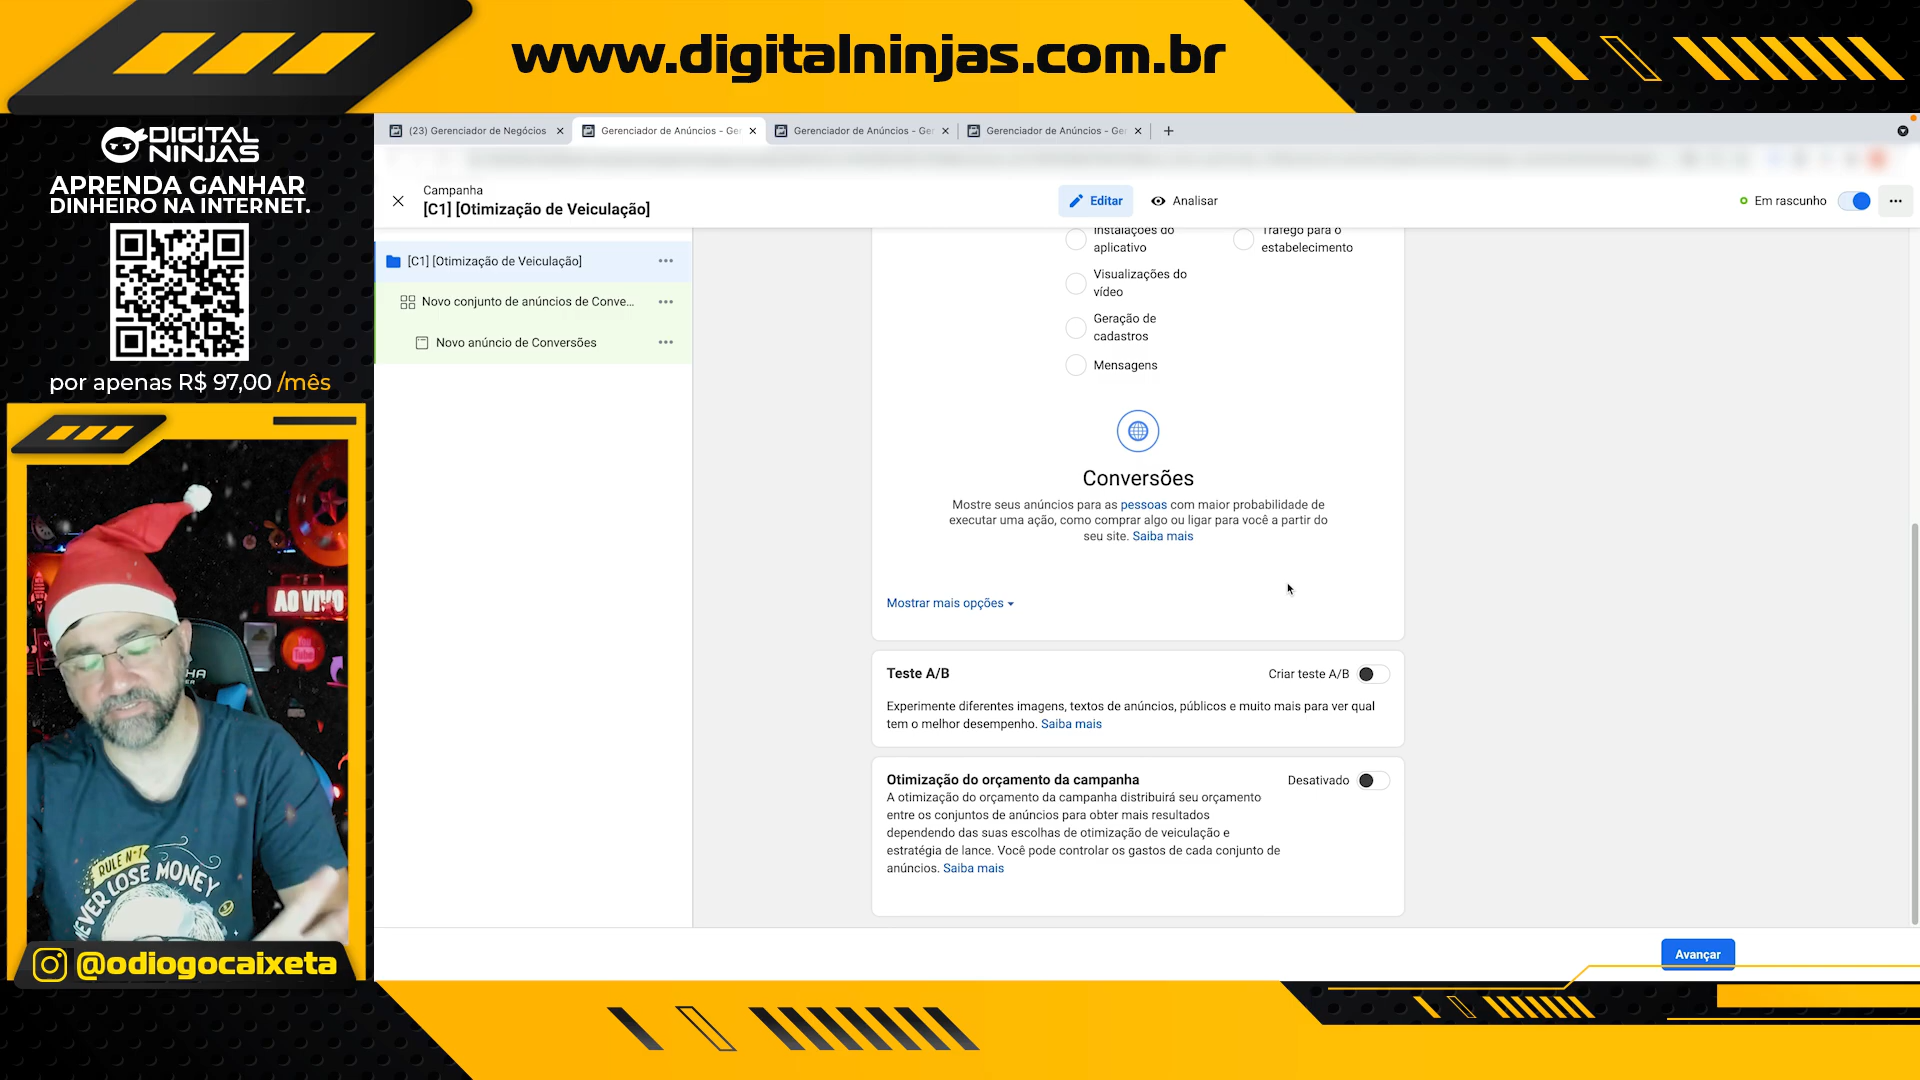 www.digitalninjas.com.br
DIGITAL
NINJAS
APRENDA GANHAR
DINHEIRO NA INTERNET.
por apenas R$ 97,00 /mês
(23) Gerenciador de Negócios
Gerenciador de Anúncios - Ge
Gerenciador de Anúncios - Ge
Gerenciador de Anúncios - Ge
Campanha
[C1] [Otimização de Veiculação]
Editar
Analisar
Em rascunho
[C1] [Otimização de Veiculação]
Novo conjunto de anúncios de Conve...
Novo anúncio de Conversões
Instalações do
aplicativo
Tráfego para o
estabelecimento
Visualizações do
vídeo
Geração de
cadastros
Mensagens
Conversões
Mostre seus anúncios para as pessoas com maior probabilidade de
executar uma ação, como comprar algo ou ligar para você a partir do
seu site. Saiba mais
Mostrar mais opções
Teste A/B
Criar teste A/B
Experimente diferentes imagens, textos de anúncios, públicos e muito mais para ver qual
tem o melhor desempenho. Saiba mais
Otimização do orçamento da campanha
Desativado
A otimização do orçamento da campanha distribuirá seu orçamento
entre os conjuntos de anúncios para obter mais resultados
dependendo das suas escolhas de otimização de veiculação e
estratégia de lance. Você pode controlar os gastos de cada conjunto de
anúncios. Saiba mais
Avançar
AO VIVO
You
Tube
RULE Nº1
NEVER LOSE MONEY
@odiogocaixeta